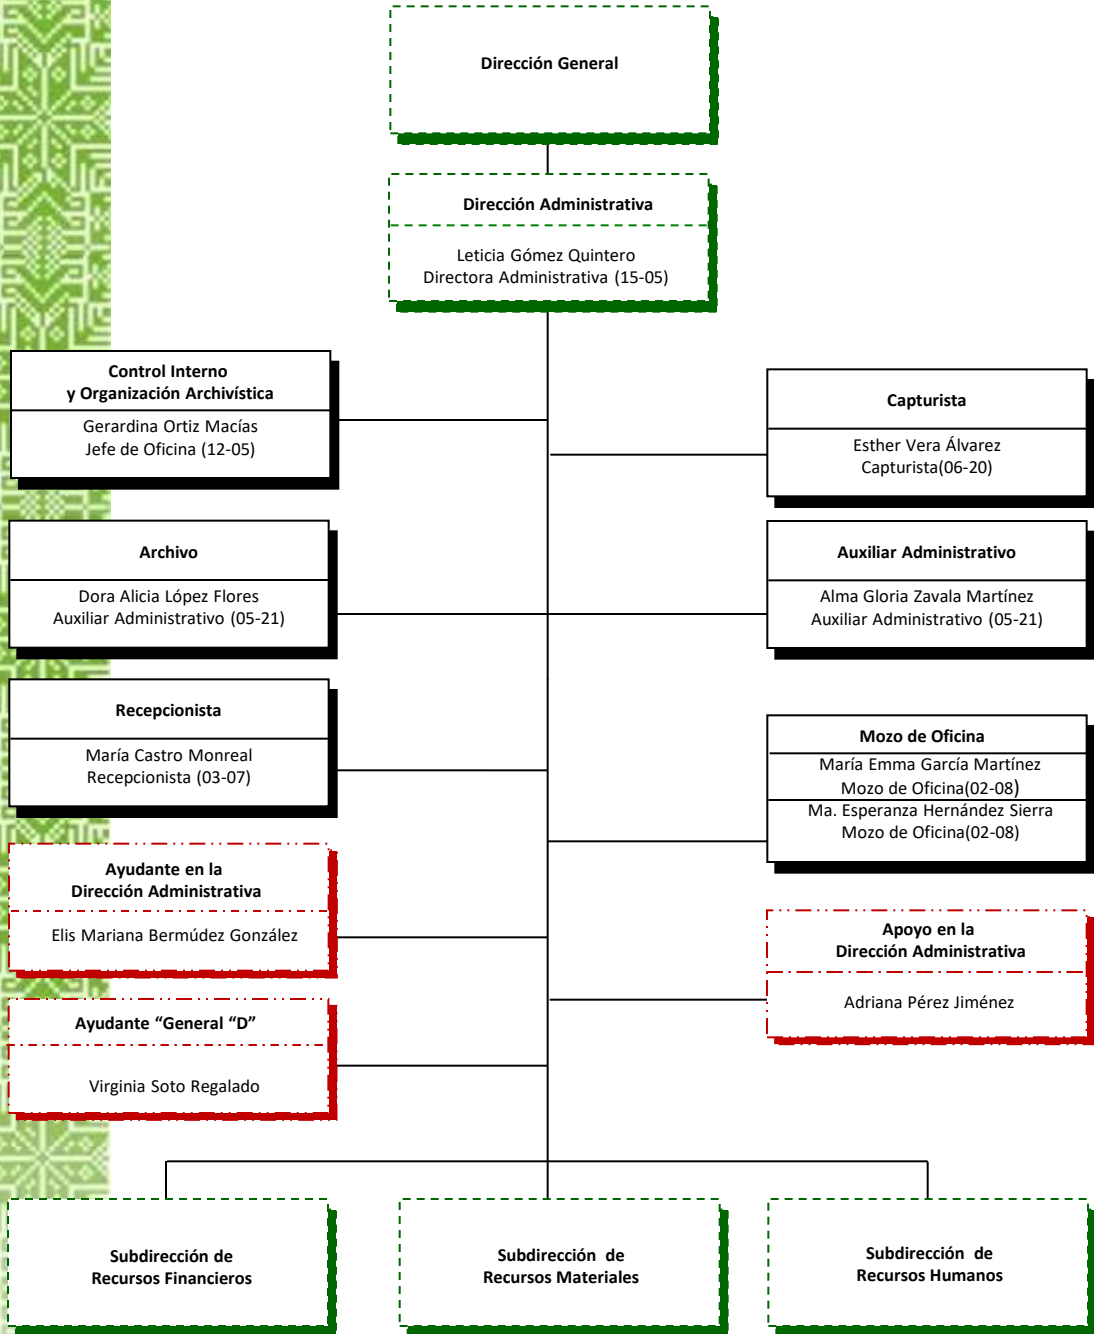 Dirección General
Dirección Administrativa
Leticia Gómez Quintero
Directora Administrativa (15-05)
Control Interno
y Organización Archivística
Gerardina Ortiz Macías
Jefe de Oficina (12-05)
Capturista
Esther Vera Álvarez
Capturista(06-20)
Archivo
Dora Alicia López Flores
Auxiliar Administrativo (05-21)
Auxiliar Administrativo
Alma Gloria Zavala Martínez
Auxiliar Administrativo (05-21)
Recepcionista
María Castro Monreal
Recepcionista (03-07)
Mozo de Oficina
María Emma García Martínez
Mozo de Oficina(02-08)
Ma. Esperanza Hernández Sierra
Mozo de Oficina(02-08)
Ayudante en la
Dirección Administrativa
Elis Mariana Bermúdez González
Apoyo en la
Dirección Administrativa
Adriana Pérez Jiménez
Ayudante “General “D”
Virginia Soto Regalado
Subdirección de
Recursos Financieros
Subdirección de
Recursos Materiales
Subdirección de
Recursos Humanos